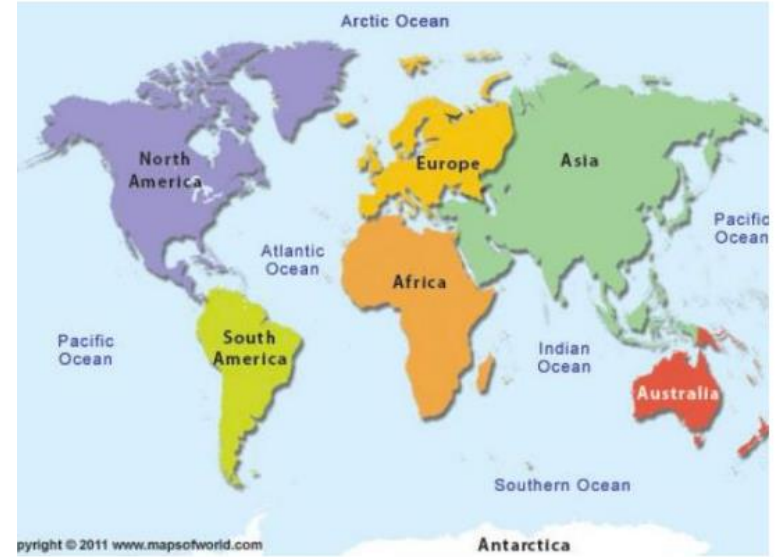 Arctic Ocean
North
America
Europe
Asia
Pacific
Ocean
Atlantic
Ocean
Africa
Pacific
Ocean
South
America
Indian
Ocean
Australia
Southern Ocean
pyright © 2011 www.mapsofworld.com
Antarctica